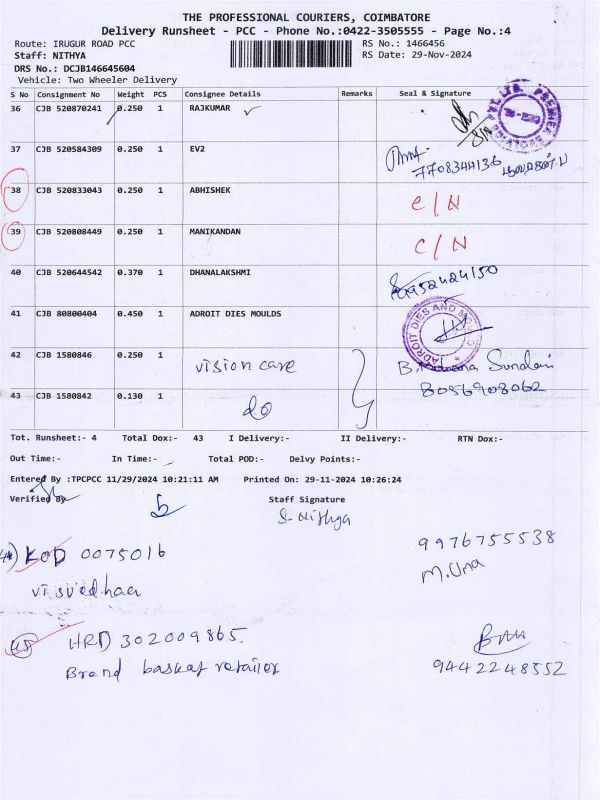 THE PROFESSIONAL COURIERS, COIMBATORE
Delivery Runsheet - PCC - Phone No.:0422-3505555 - Page No.:4
Route: IRUGUR ROAD PCC RS No.: 1466456
Staff: NITHYA RS Date: 29-Nov-2024
DRS No.: DCJB146645604
Vehicle: Two Wheeler Delivery
S No Consignment No Weight PCS Consignee Details Remarks Seal & Signature
36 CJB 520870241 0.250 1 RAJKUMAR
37 CJB 520584309 0.250 1 EV2 7708344136
38 CJB 520833043 0.250 1 ABHISHEK C/N
39 CJB 520808449 0.250 1 MANIKANDAN C/N
40 CJB 520644542 0.370 1 DHANALAKSHMI 9952424150
41 CJB 80800404 0.450 1 ADROIT DIES MOULDS ADROIT DIES AND
42 CJB 1580846 0.250 1 vision care B. Sundari
43 CJB 1580842 0.130 1 do 8056908062
Tot. Runsheet:- 4 Total Dox:- 43 I Delivery:- II Delivery:- RTN Dox:-
Out Time:- In Time:- Total POD:- Delvy Points:-
Entered By :TPCPCC 11/29/2024 10:21:11 AM Printed On: 29-11-2024 10:26:24
Verified By Staff Signature
S. Nithya
KOD 0075016 9976755538
M. Uma
45 HRD 302009865.
Brand basket retailer 9442248552